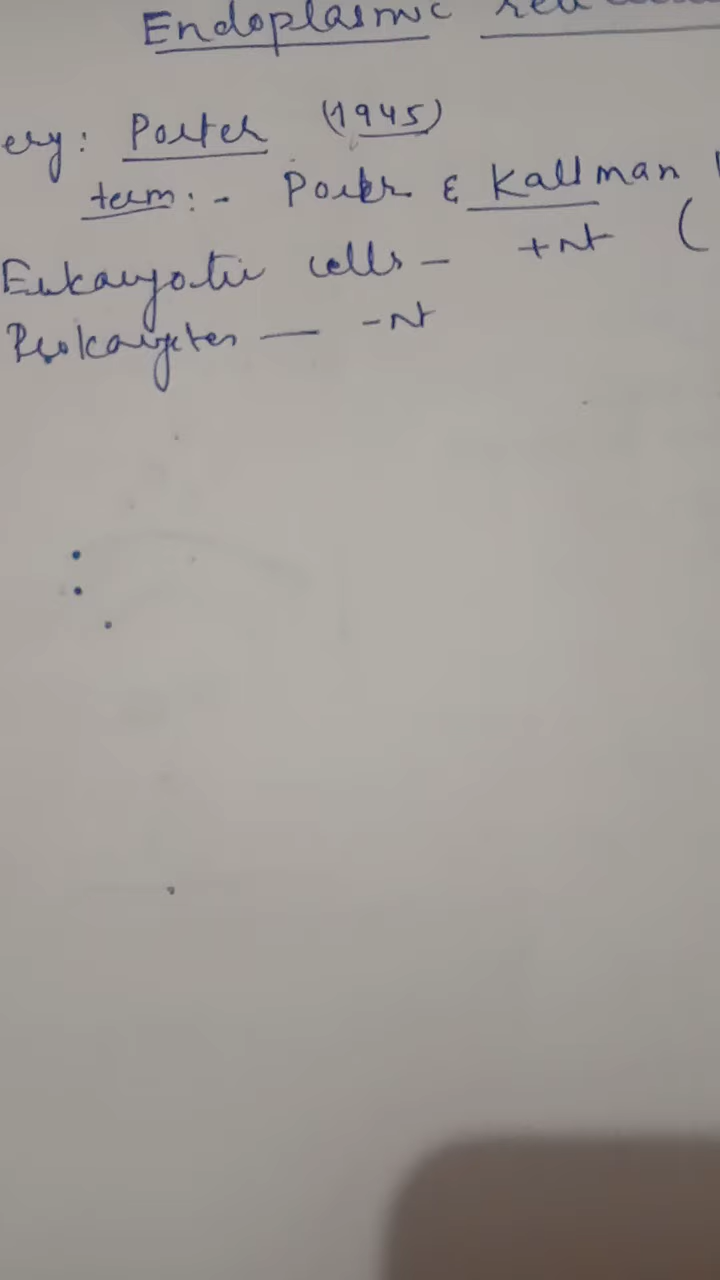 Endoplasmic
ery: Porter (1945)
term:- Porter & Kallman
Eukaryotic cells - +nt (
Prokaryotes — -nt